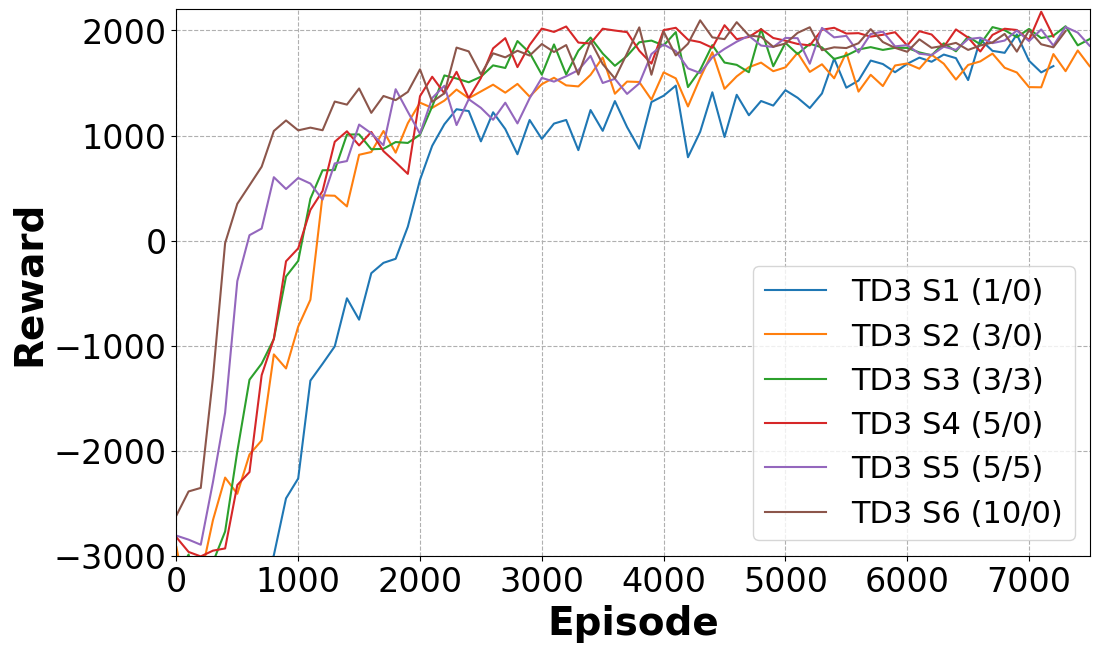 2000
1000
0
−1000
−2000
−3000
Reward
0 1000 2000 3000 4000 5000 6000 7000
Episode
TD3 S1 (1/0)
TD3 S2 (3/0)
TD3 S3 (3/3)
TD3 S4 (5/0)
TD3 S5 (5/5)
TD3 S6 (10/0)